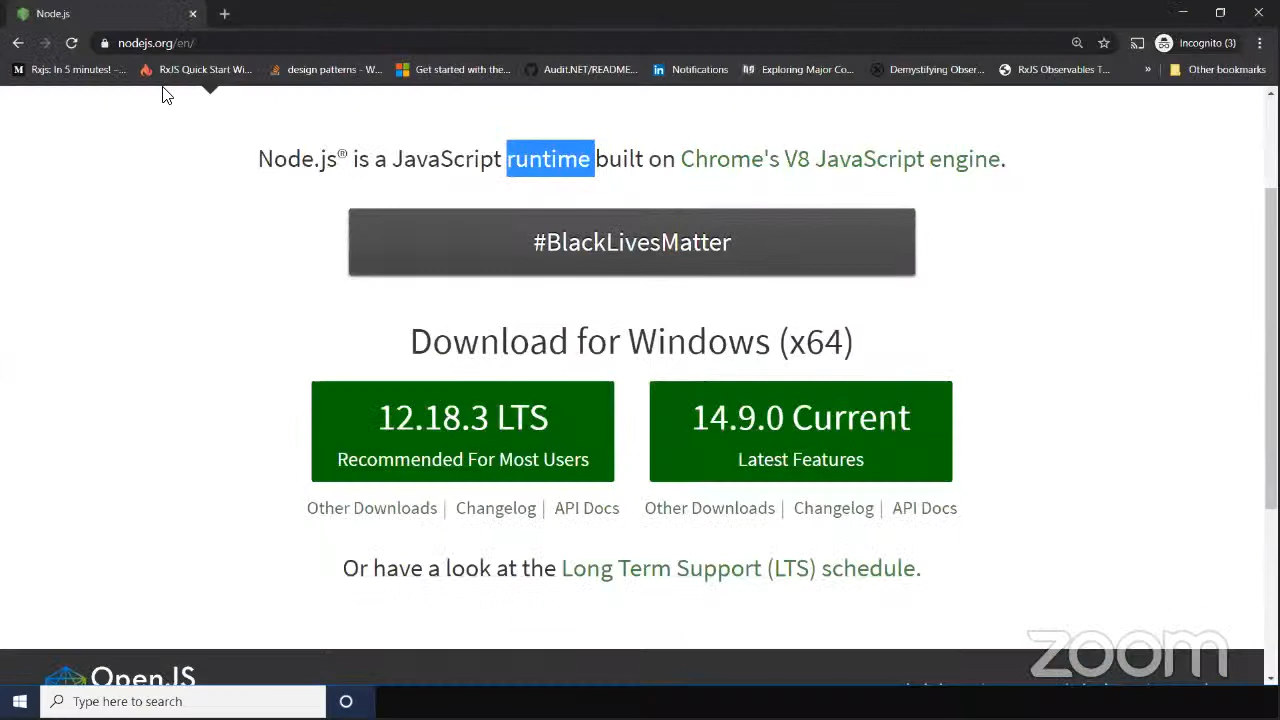 Node.js
nodejs.org/en/
Incognito (3)
Rxjs: In 5 minutes! –...
RxJS Quick Start Wi...
design patterns - W...
Get started with the...
Audit.NET/README...
Notifications
Exploring Major Co...
Demystifying Obser...
RxJS Observables T...
»
Other bookmarks
Node.js® is a JavaScript runtime built on Chrome's V8 JavaScript engine.
#BlackLivesMatter
Download for Windows (x64)
12.18.3 LTS
Recommended For Most Users
14.9.0 Current
Latest Features
Other Downloads | Changelog | API Docs
Other Downloads | Changelog | API Docs
Or have a look at the Long Term Support (LTS) schedule.
OpenJS
zoom
Type here to search